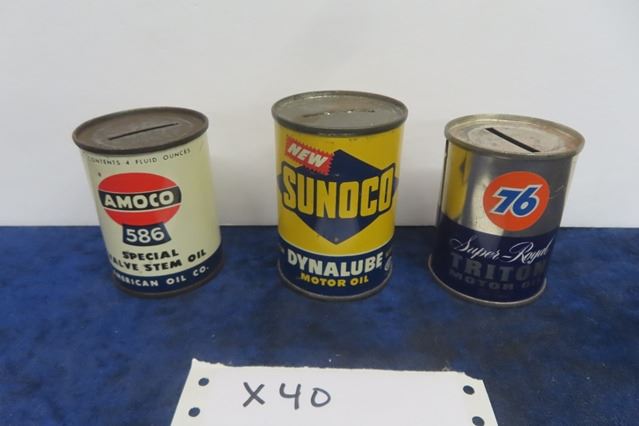 CONTENTS 4 FLUID OUNCES
AMOCO
586
SPECIAL
VALVE STEM OIL
AMERICAN OIL CO.
NEW
SUNOCO
DYNALUBE
MOTOR OIL
76
Super-Royal
TRITON
MOTOR OIL
X 40